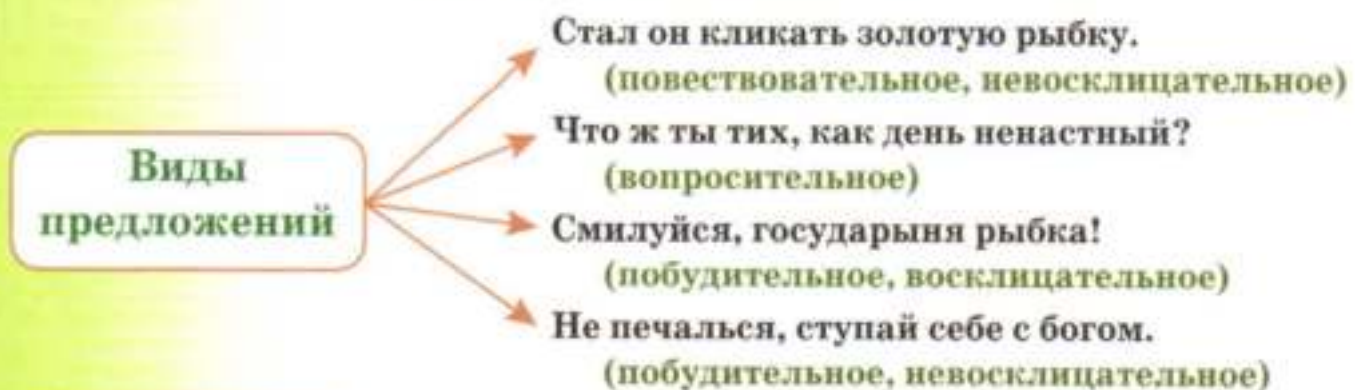 Виды
предложений
Стал он кликать золотую рыбку.
(повествовательное, невосклицательное)
Что ж ты тих, как день ненастный?
(вопросительное)
Смилуйся, государыня рыбка!
(побудительное, восклицательное)
Не печалься, ступай себе с богом.
(побудительное, невосклицательное)